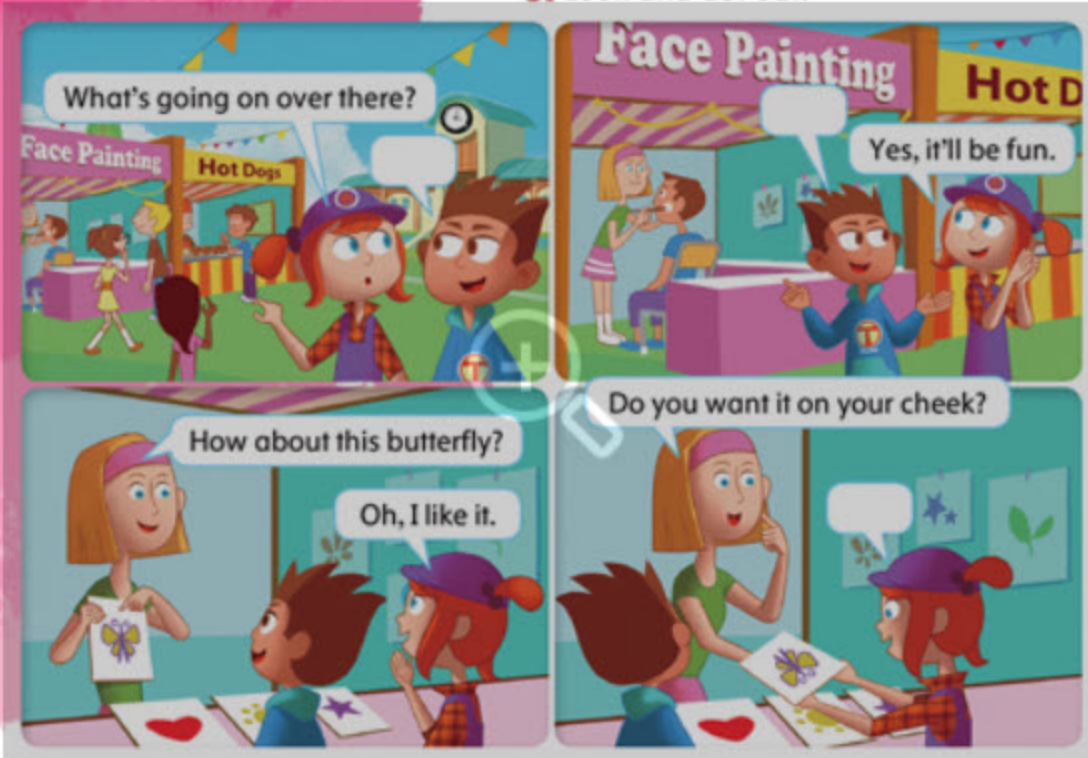 What's going on over there?
Face Painting
Hot Dogs
Face Painting
Hot D
Yes, it'll be fun.
T
How about this butterfly?
Oh, I like it.
Do you want it on your cheek?